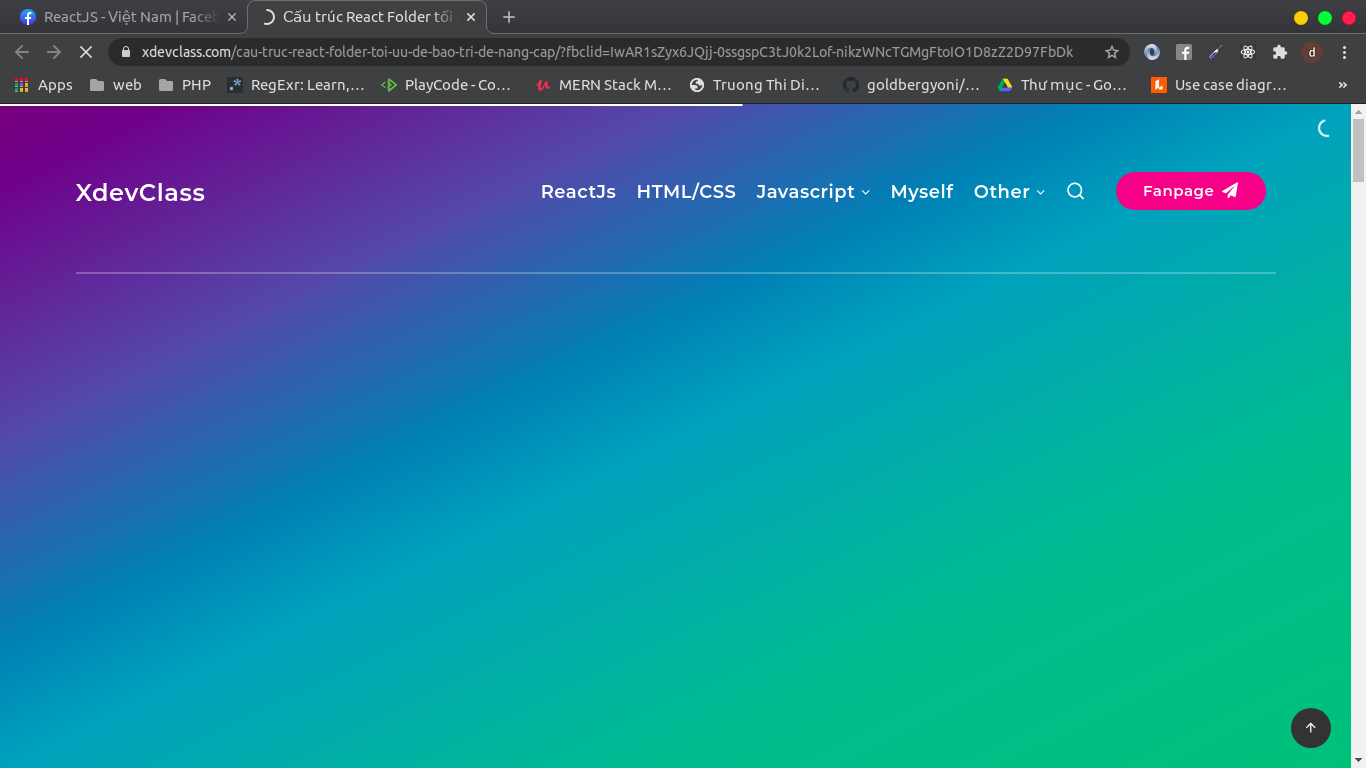 ReactJS - Việt Nam | Faceb
Cấu trúc React Folder tối
xdevclass.com/cau-truc-react-folder-toi-uu-de-bao-tri-de-nang-cap/?fbclid=IwAR1sZyx6JQjj-0ssgspC3tJ0k2Lof-nikzWNcTGMgFtoIO1D8zZ2D97FbDk
d
Apps web PHP RegExr: Learn,… PlayCode - Co… MERN Stack M… Truong Thi Di… goldbergyoni/… Thư mục - Go… Use case diagr… »
XdevClass ReactJs HTML/CSS Javascript Myself Other Fanpage